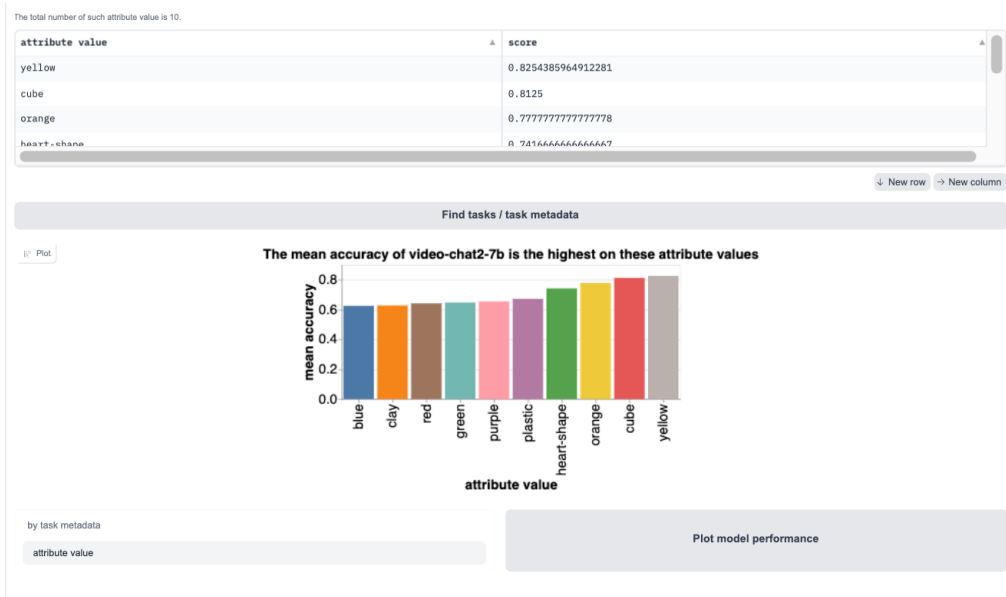 The total number of such attribute value is 10.
attribute value score
yellow 0.8254385964912281
cube 0.8125
orange 0.7777777777777778
heart-shape 0.7416666666666667
↓ New row → New column
Find tasks / task metadata
Plot
The mean accuracy of video-chat2-7b is the highest on these attribute values
mean accuracy
0.8
0.6
0.4
0.2
0.0
blue clay red green purple plastic heart-shape orange cube yellow
attribute value
by task metadata
attribute value
Plot model performance